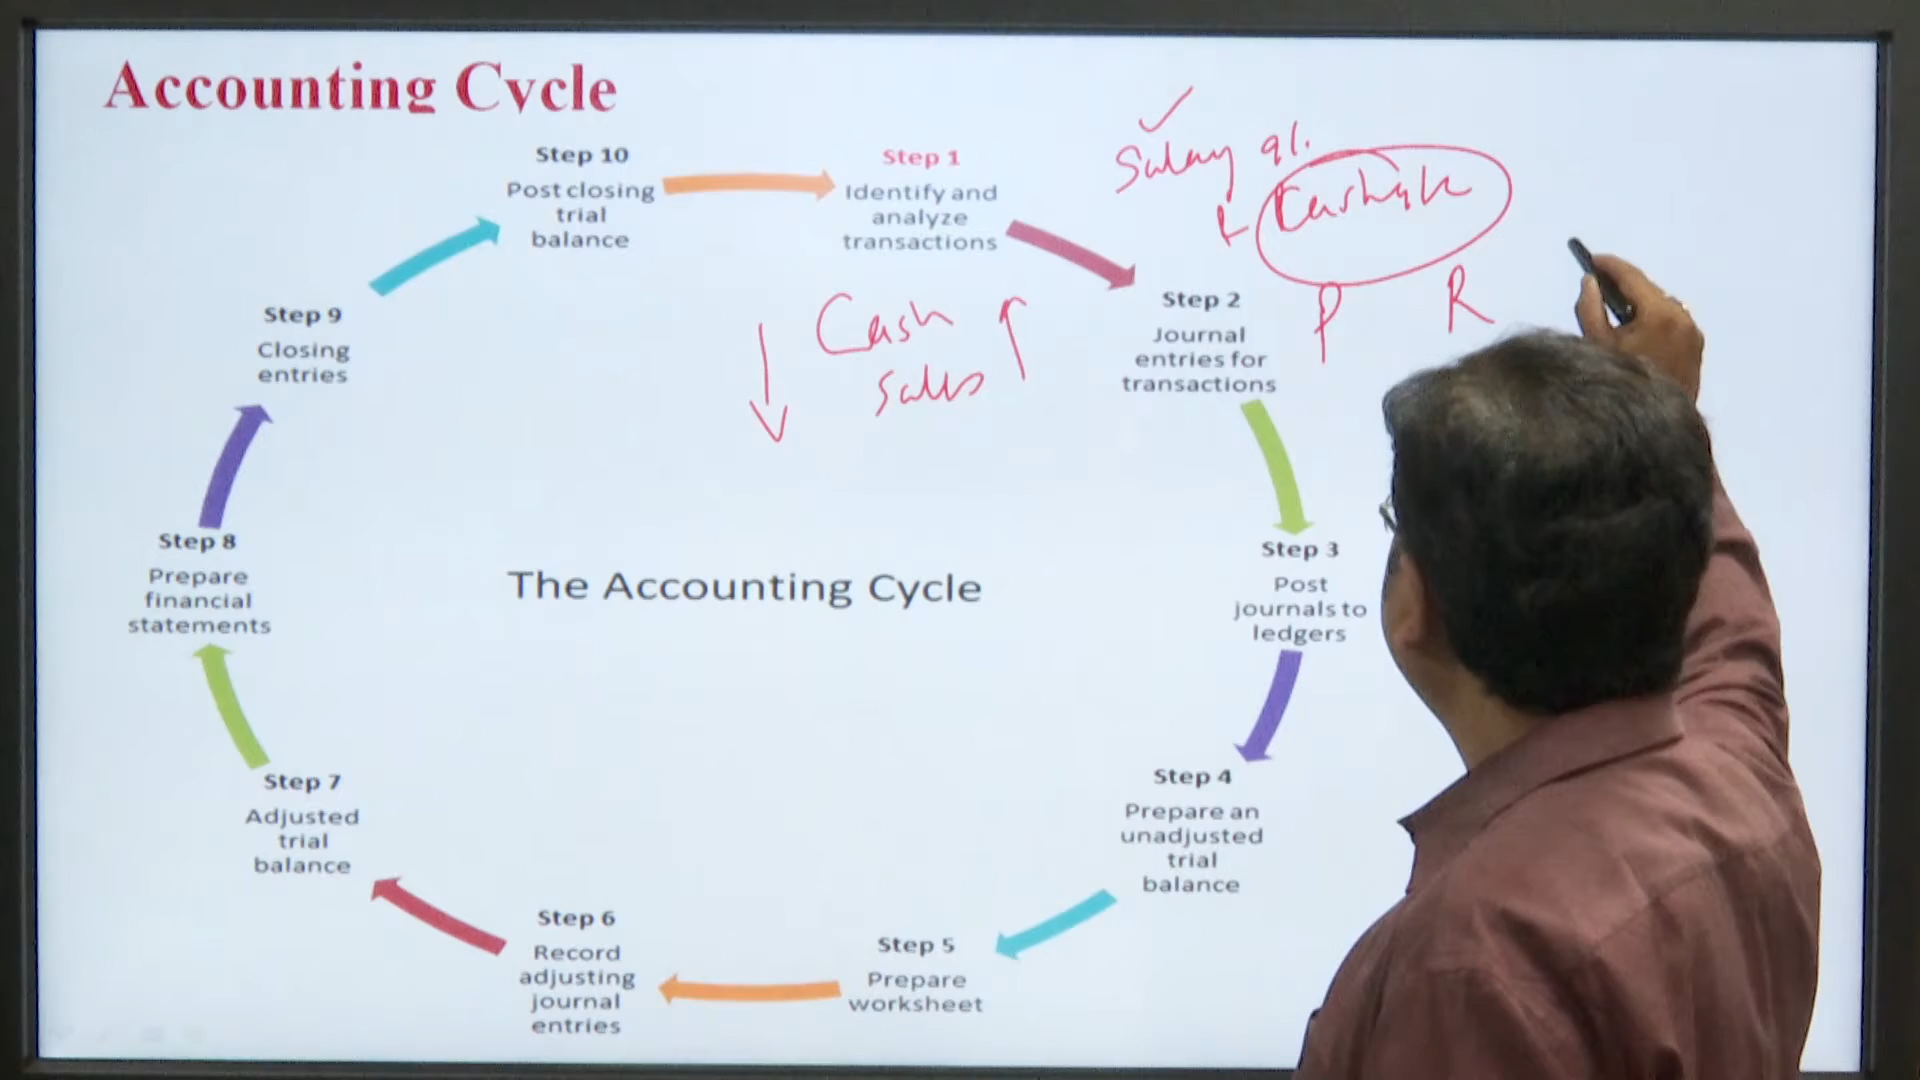 Accounting Cycle
Step 10
Post closing
trial
balance
Step 1
Identify and
analyze
transactions
Salary a/c
Cash a/c
P R
Step 2
Journal
entries for
transactions
Cash
sales
Step 3
Post
journals to
ledgers
Step 4
Prepare an
unadjusted
trial
balance
Step 5
Prepare
worksheet
Step 6
Record
adjusting
journal
entries
Step 7
Adjusted
trial
balance
Step 8
Prepare
financial
statements
Step 9
Closing
entries
The Accounting Cycle